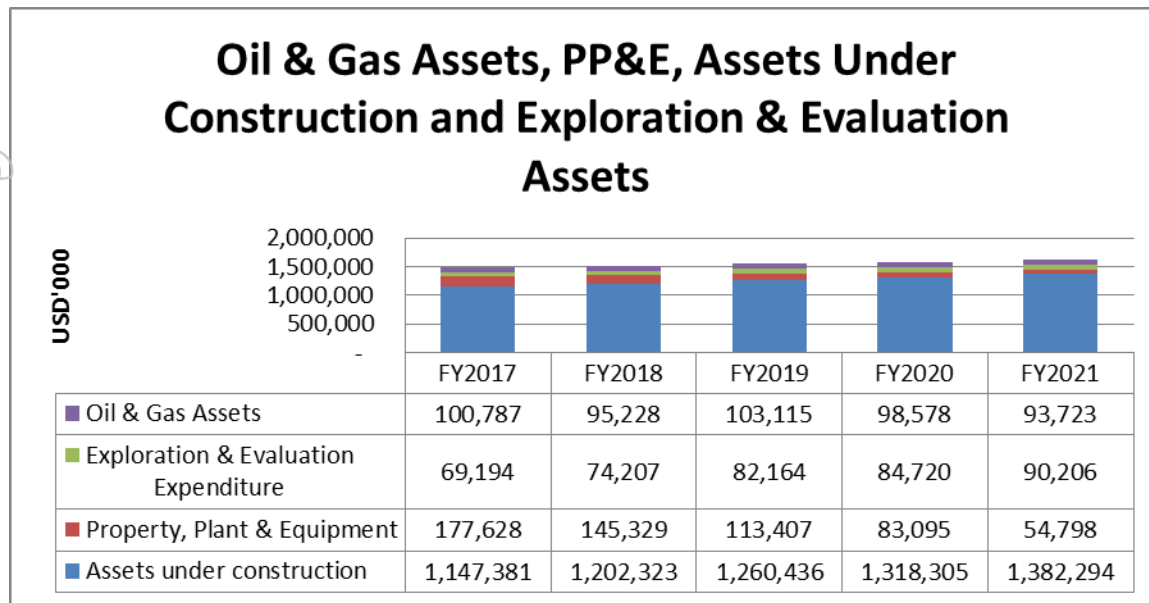 Oil & Gas Assets, PP&E, Assets Under
Construction and Exploration & Evaluation
Assets
USD'000
2,000,000
1,500,000
1,000,000
500,000
-
FY2017 FY2018 FY2019 FY2020 FY2021
Oil & Gas Assets 100,787 95,228 103,115 98,578 93,723
Exploration & Evaluation
Expenditure 69,194 74,207 82,164 84,720 90,206
Property, Plant & Equipment 177,628 145,329 113,407 83,095 54,798
Assets under construction 1,147,381 1,202,323 1,260,436 1,318,305 1,382,294